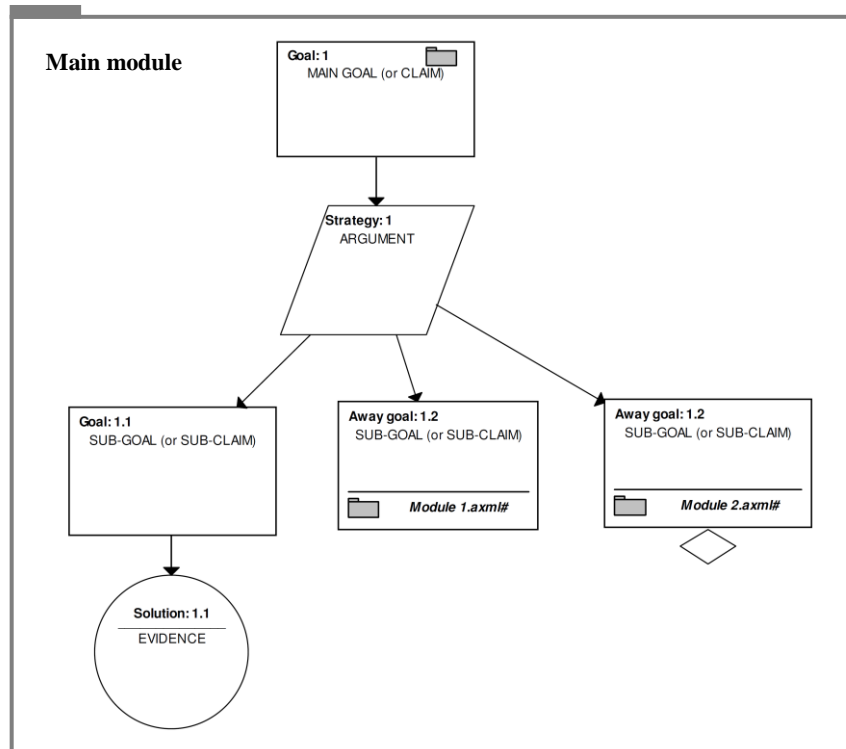 Main module
Goal: 1
MAIN GOAL (or CLAIM)
Strategy: 1
ARGUMENT
Goal: 1.1
SUB-GOAL (or SUB-CLAIM)
Away goal: 1.2
SUB-GOAL (or SUB-CLAIM)
Module 1.axml#
Away goal: 1.2
SUB-GOAL (or SUB-CLAIM)
Module 2.axml#
Solution: 1.1
EVIDENCE